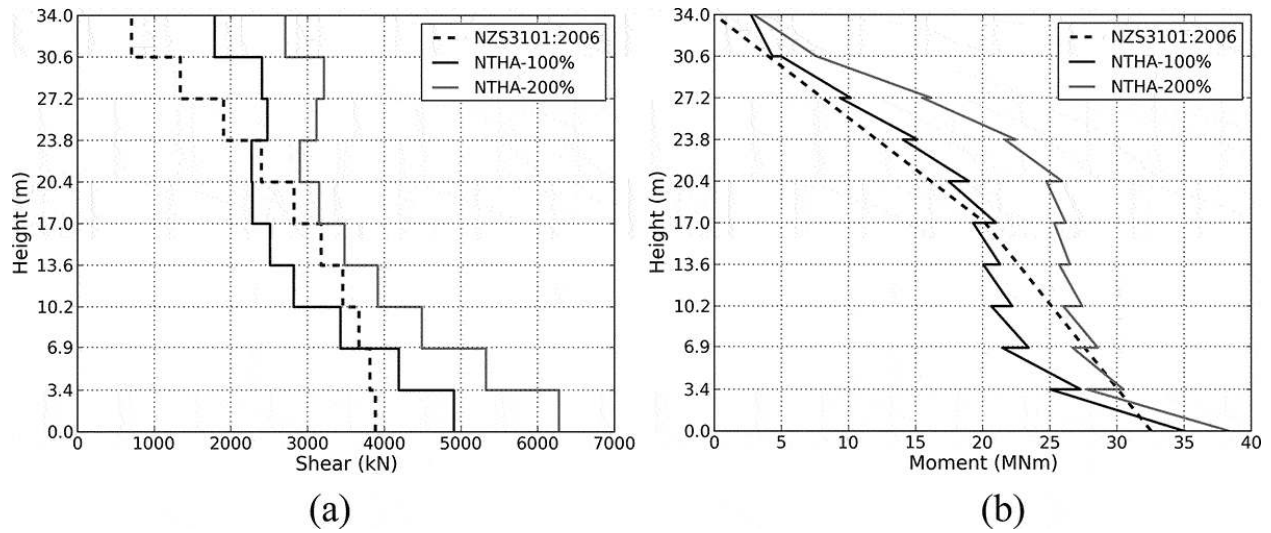 34.0
30.6
27.2
23.8
20.4
17.0
13.6
10.2
6.9
3.4
0.0
Height (m)
0 1000 2000 3000 4000 5000 6000 7000
Shear (kN)
NZS3101:2006
NTHA-100%
NTHA-200%
(a)
34.0
30.6
27.2
23.8
20.4
17.0
13.6
10.2
6.9
3.4
0.0
Height (m)
0 5 10 15 20 25 30 35 40
Moment (MNm)
NZS3101:2006
NTHA-100%
NTHA-200%
(b)